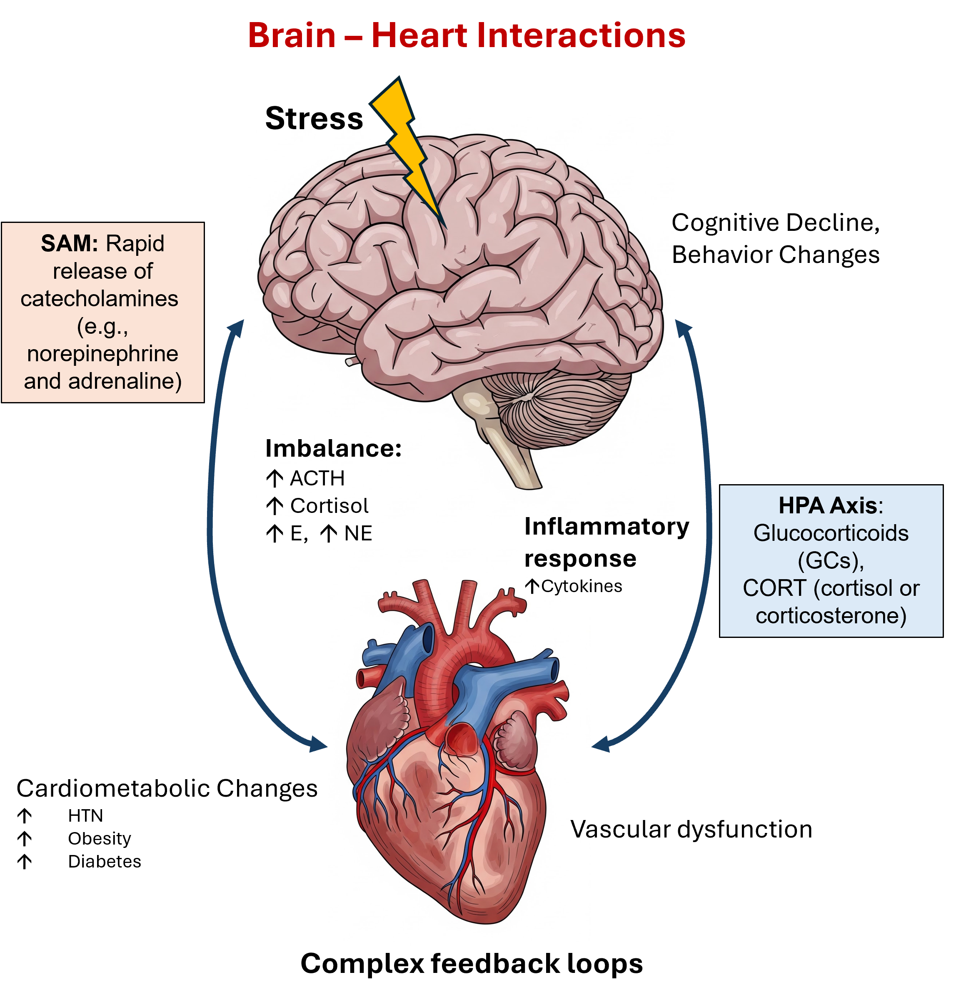 Brain – Heart Interactions
Stress
SAM: Rapid
release of
catecholamines
(e.g.,
norepinephrine
and adrenaline)
Cognitive Decline,
Behavior Changes
Imbalance:
↑ ACTH
↑ Cortisol
↑ E, ↑ NE
Inflammatory
response
↑Cytokines
HPA Axis:
Glucocorticoids
(GCs),
CORT (cortisol or
corticosterone)
Cardiometabolic Changes
↑ HTN
↑ Obesity
↑ Diabetes
Vascular dysfunction
Complex feedback loops